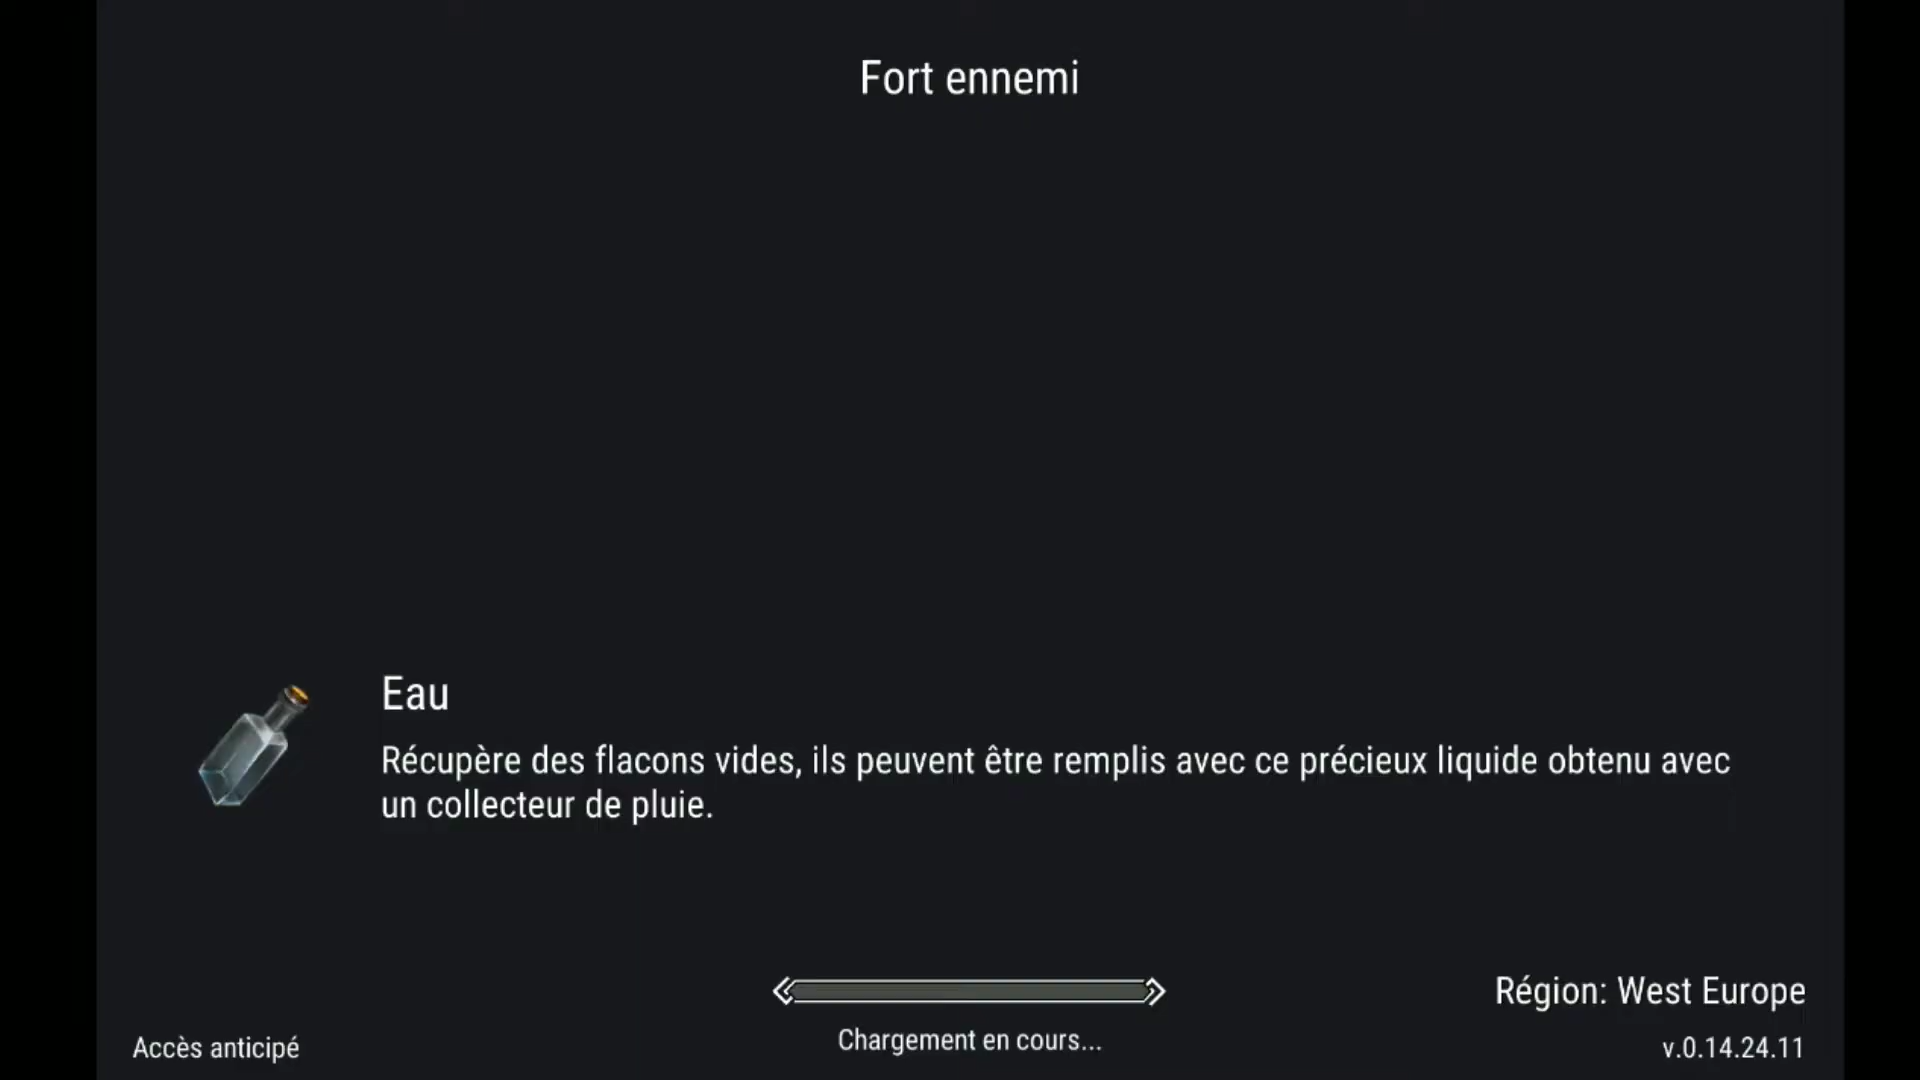 Fort ennemi
Eau
Récupère des flacons vides, ils peuvent être remplis avec ce précieux liquide obtenu avec
un collecteur de pluie.
Région: West Europe
Chargement en cours...
Accès anticipé
v.0.14.24.11